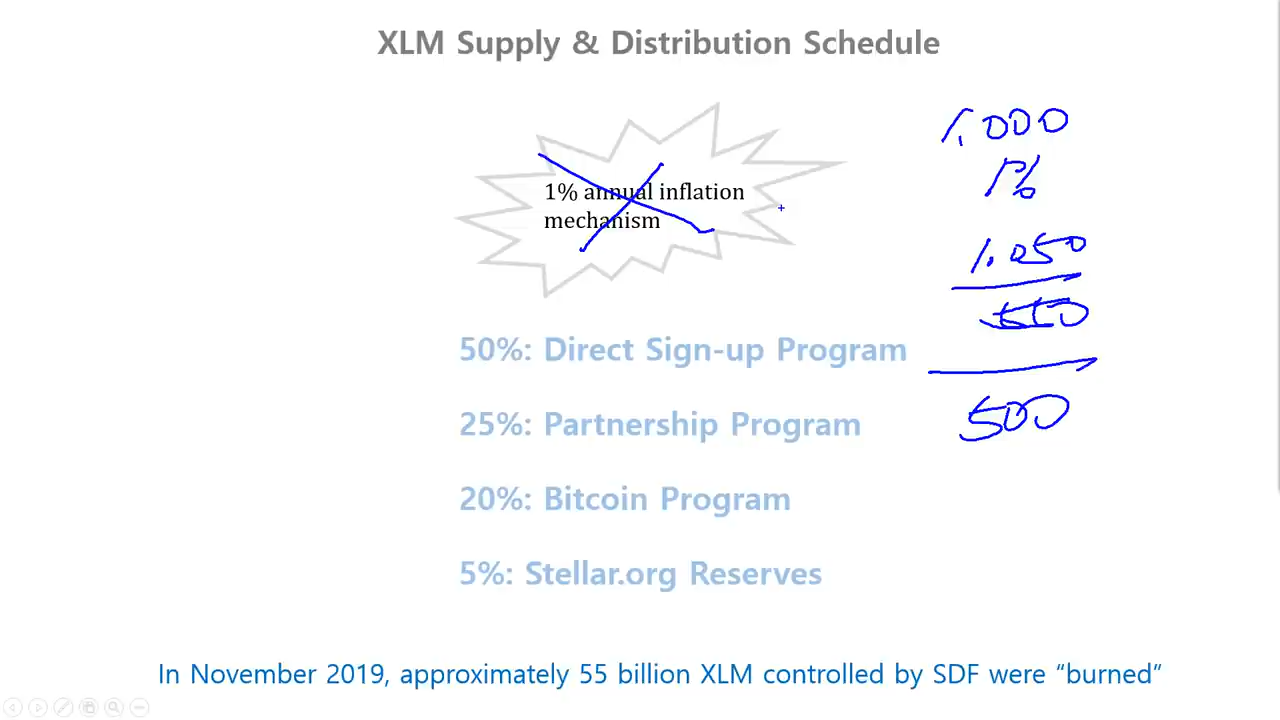 XLM Supply & Distribution Schedule
1% annual inflation
mechanism
1,000
1%
1.050
500
50%: Direct Sign-up Program
25%: Partnership Program
20%: Bitcoin Program
5%: Stellar.org Reserves
In November 2019, approximately 55 billion XLM controlled by SDF were “burned”